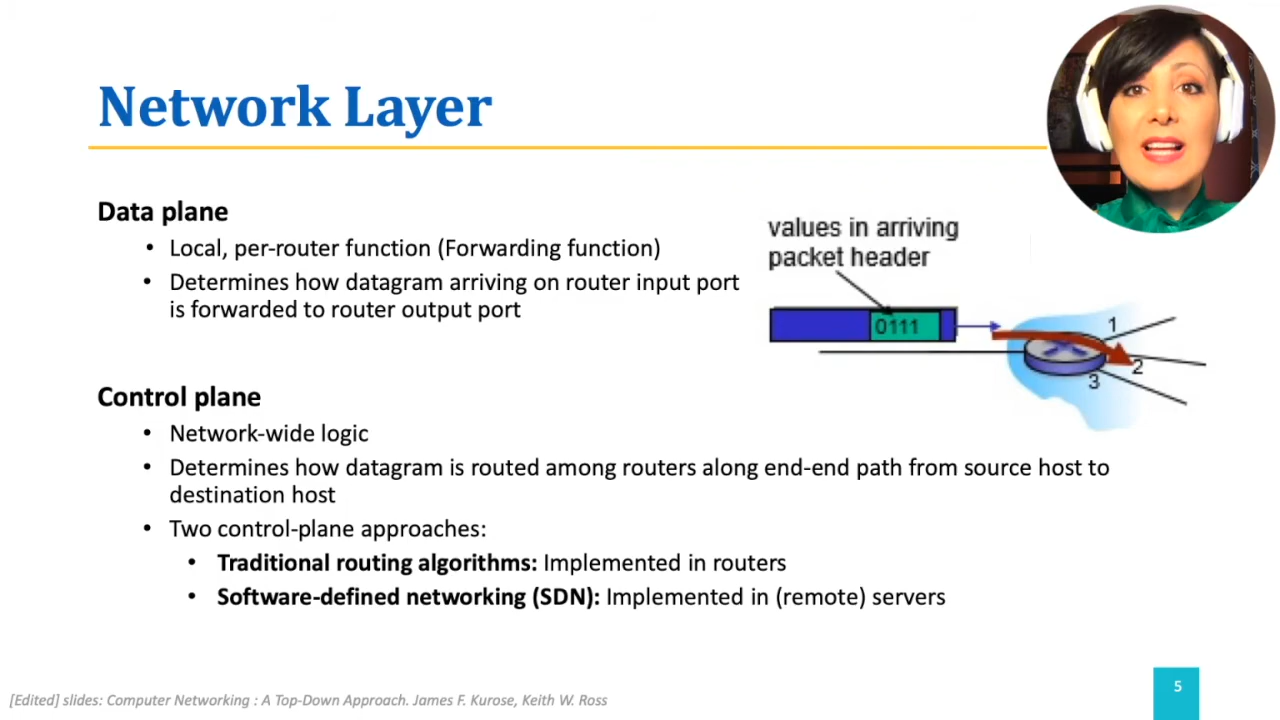 Network Layer
Data plane
• Local, per-router function (Forwarding function)
• Determines how datagram arriving on router input port
is forwarded to router output port
values in arriving
packet header
0111
1
2
3
Control plane
• Network-wide logic
• Determines how datagram is routed among routers along end-end path from source host to
destination host
• Two control-plane approaches:
• Traditional routing algorithms: Implemented in routers
• Software-defined networking (SDN): Implemented in (remote) servers
[Edited] slides: Computer Networking : A Top-Down Approach. James F. Kurose, Keith W. Ross
5